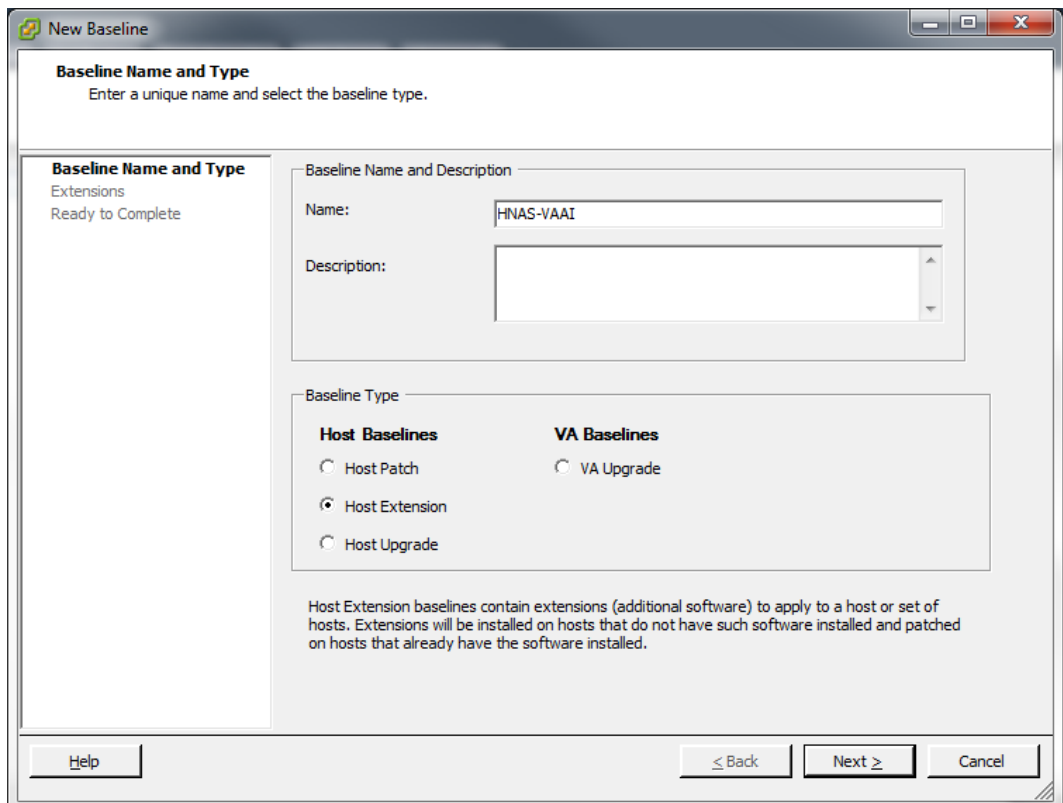 New Baseline
Baseline Name and Type
Enter a unique name and select the baseline type.
Baseline Name and Type
Extensions
Ready to Complete
Baseline Name and Description
Name:
HNAS-VAAI
Description:
Baseline Type
Host Baselines
VA Baselines
Host Patch
VA Upgrade
Host Extension
Host Upgrade
Host Extension baselines contain extensions (additional software) to apply to a host or set of
hosts. Extensions will be installed on hosts that do not have such software installed and patched
on hosts that already have the software installed.
Help
< Back
Next >
Cancel